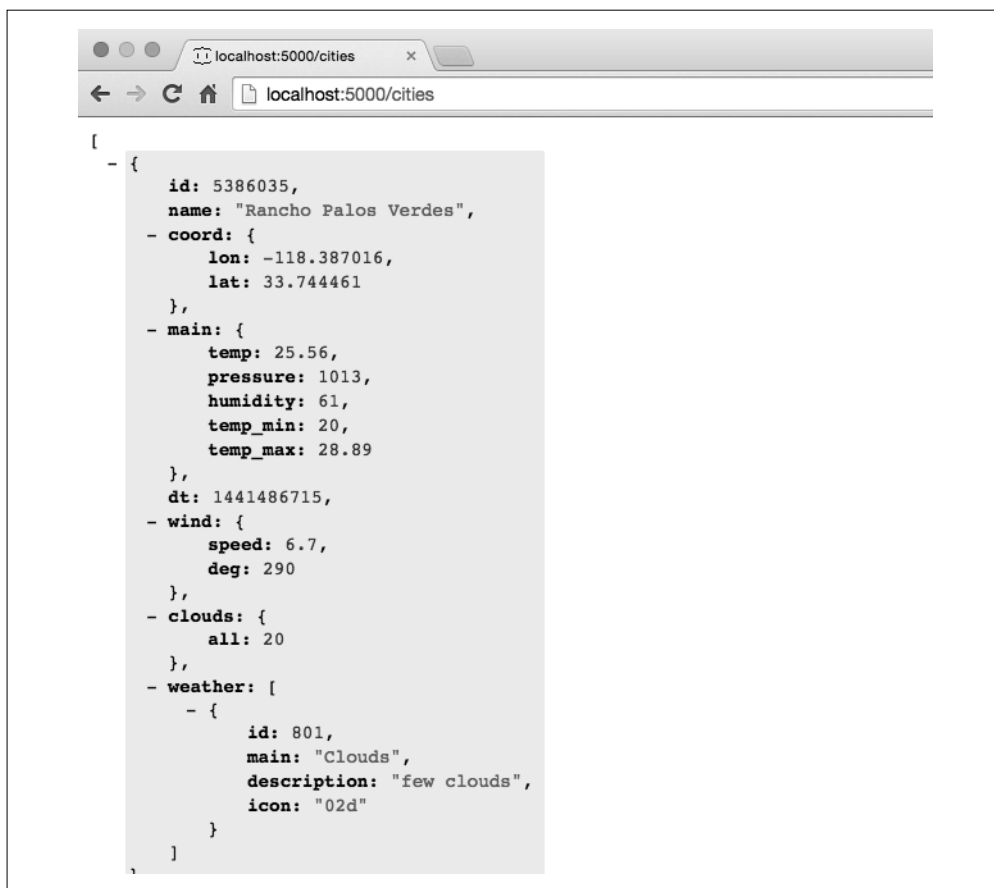 localhost:5000/cities
localhost:5000/cities
[
- {
id: 5386035,
name: "Rancho Palos Verdes",
- coord: {
lon: -118.387016,
lat: 33.744461
},
- main: {
temp: 25.56,
pressure: 1013,
humidity: 61,
temp_min: 20,
temp_max: 28.89
},
dt: 1441486715,
- wind: {
speed: 6.7,
deg: 290
},
- clouds: {
all: 20
},
- weather: [
- {
id: 801,
main: "Clouds",
description: "few clouds",
icon: "02d"
}
]
}